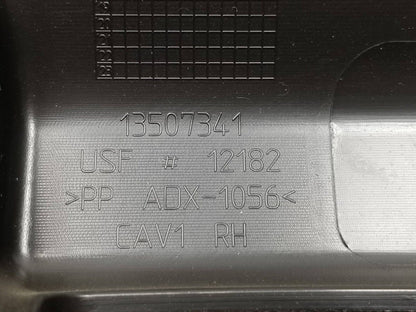 13507341
USF # 12182
>PP ADX-1056<
CAV1 RH